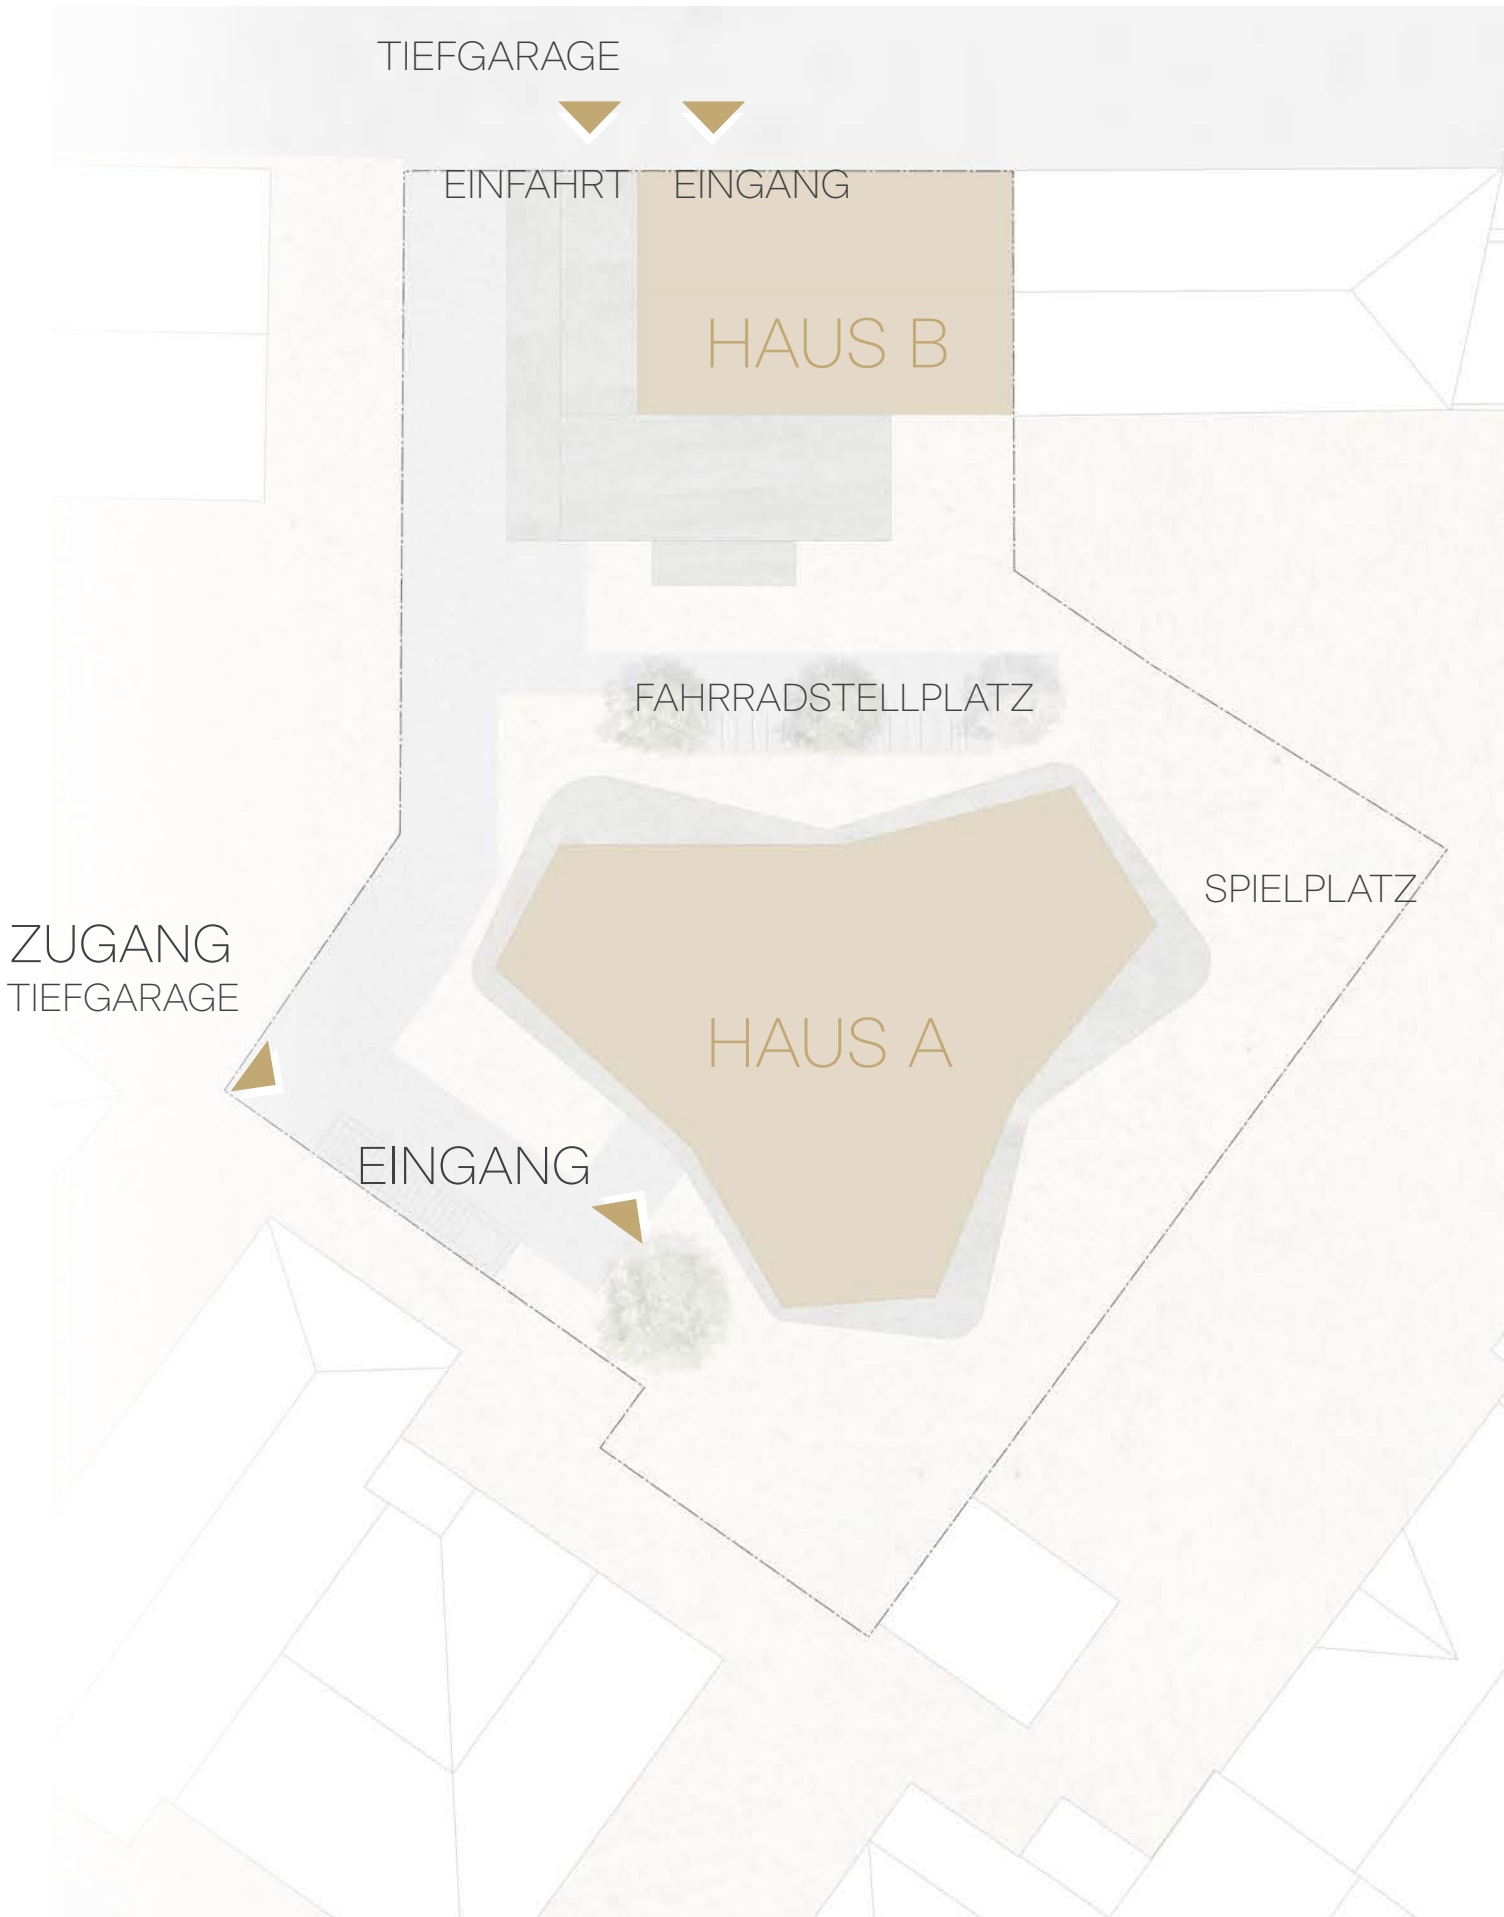 TIEFGARAGE
EINFAHRT
EINGANG
HAUS B
FAHRRADSTELLPLATZ
SPIELPLATZ
ZUGANG
TIEFGARAGE
HAUS A
EINGANG